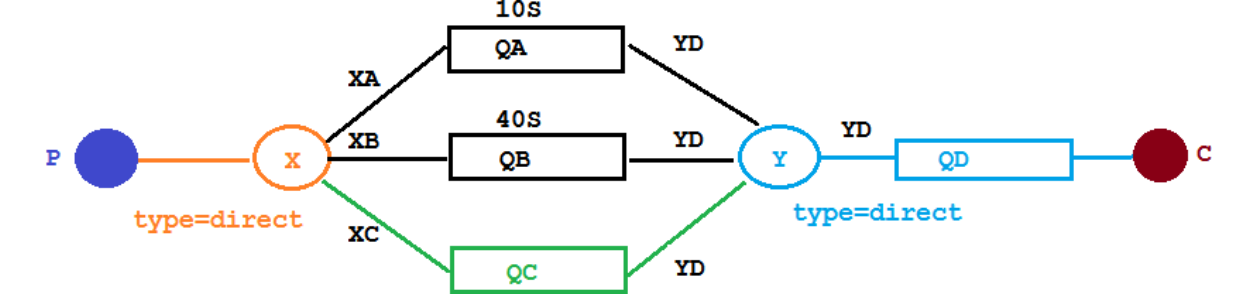 10S
QA
YD
XA
40S
XB
YD
YD
P
X
QB
Y
QD
C
type=direct
type=direct
XC
QC
YD